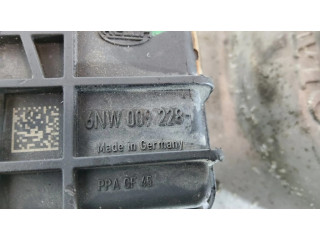 6NW 009 228-
Made in Germany
PPA GF 40